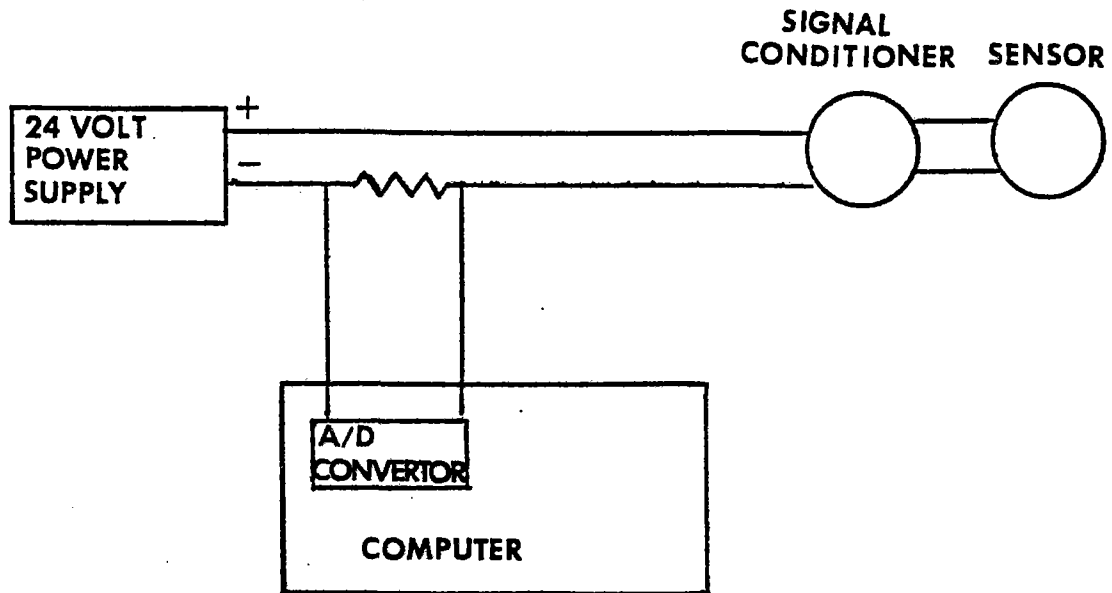 SIGNAL
CONDITIONER SENSOR
+
24 VOLT
POWER
SUPPLY
−
A/D
CONVERTOR
COMPUTER